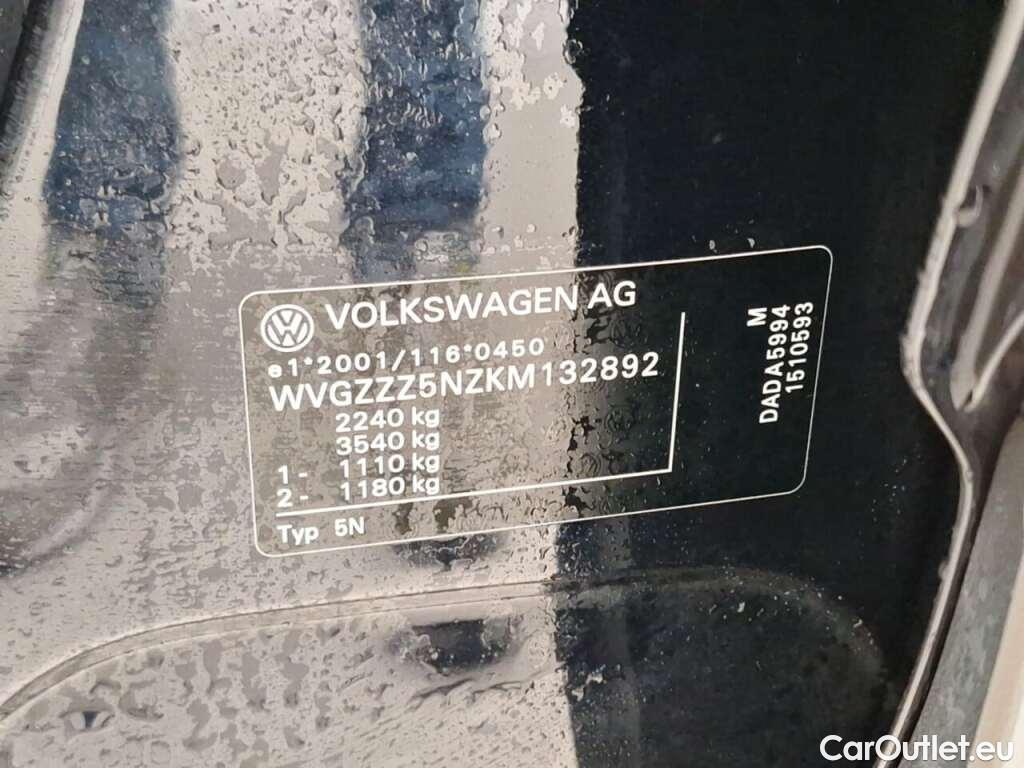 VOLKSWAGEN AG
e1*2001/116*0450
WVGZZZ5NZKM132892
2240 kg
3540 kg
1- 1110 kg
2- 1180 kg
Typ 5N
M
DADA5994
1510593
CarOutlet.eu